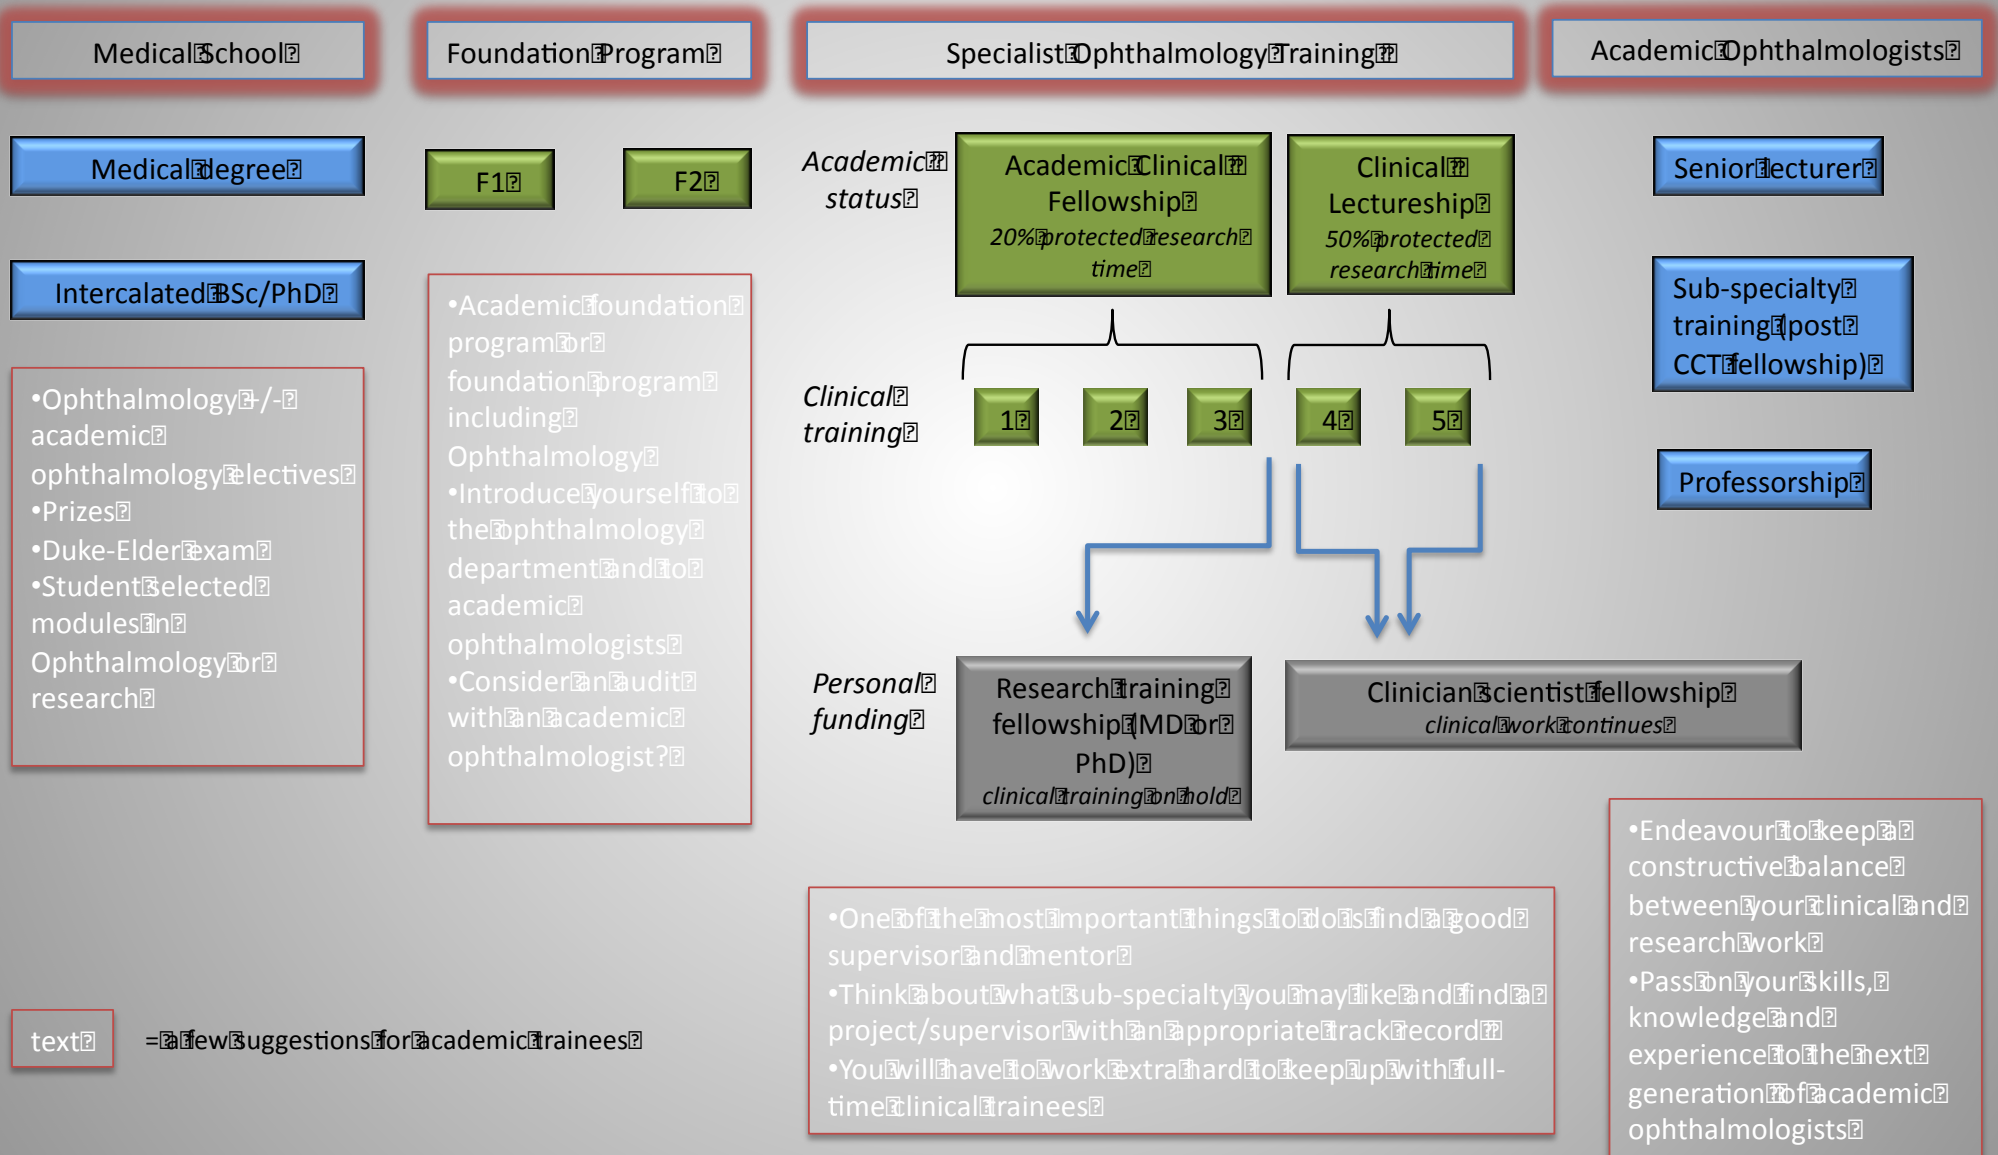 Medical School
Foundation Program
Specialist Ophthalmology Training
Academic Ophthalmologists
Medical degree
Intercalated BSc/PhD
•Ophthalmology +/-
academic
ophthalmology electives
•Prizes
•Duke-Elder exam
•Student selected
modules in
Ophthalmology or
research
F1
F2
•Academic foundation
program or
foundation program
including
Ophthalmology
•Introduce yourself to
the ophthalmology
department and to
academic
ophthalmologists
•Consider an audit
with an academic
ophthalmologist?
Academic
status
Academic Clinical
Fellowship
20% protected research
time
Clinical
Lectureship
50% protected
research time
Clinical
training
1
2
3
4
5
Personal
funding
Research training
fellowship (MD or
PhD)
clinical training on hold
Clinician scientist fellowship
clinical work continues
•One of the most important things to do is find a good
supervisor and mentor
•Think about what sub-specialty you may like and find a
project/supervisor with an appropriate track record
•You will have to work extra hard to keep up with full-
time clinical trainees
Senior lecturer
Sub-specialty
training (post
CCT fellowship)
Professorship
•Endeavour to keep a
constructive balance
between your clinical and
research work
•Pass on your skills,
knowledge and
experience to the next
generation of academic
ophthalmologists
text
= a few suggestions for academic trainees